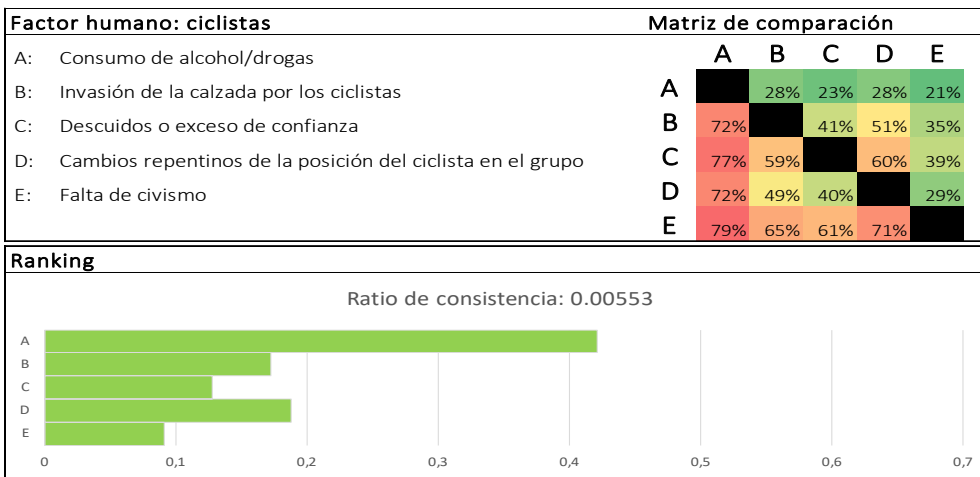 Factor humano: ciclistas
Matriz de comparación
A: Consumo de alcohol/drogas
B: Invasión de la calzada por los ciclistas
C: Descuidos o exceso de confianza
D: Cambios repentinos de la posición del ciclista en el grupo
E: Falta de civismo
A B C D E
A 28% 23% 28% 21%
B 72% 41% 51% 35%
C 77% 59% 60% 39%
D 72% 49% 40% 29%
E 79% 65% 61% 71%
Ranking
Ratio de consistencia: 0.00553
A
B
C
D
E
0 0,1 0,2 0,3 0,4 0,5 0,6 0,7